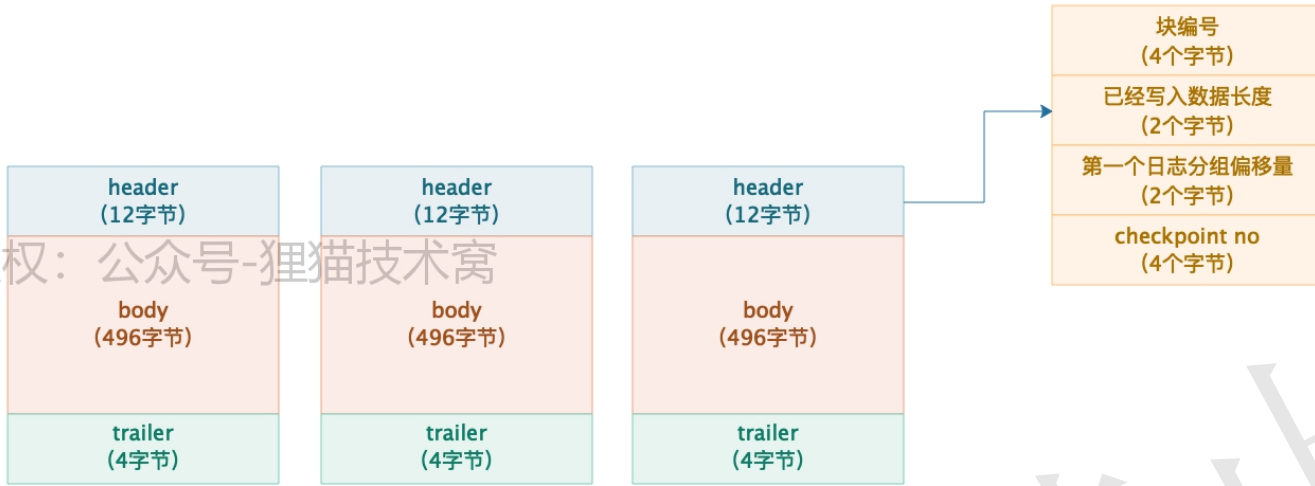 块编号
(4个字节)
已经写入数据长度
(2个字节)
第一个日志分组偏移量
(2个字节)
checkpoint no
(4个字节)
header
(12字节)
header
(12字节)
header
(12字节)
权：公众号-狸猫技术窝
body
(496字节)
body
(496字节)
body
(496字节)
trailer
(4字节)
trailer
(4字节)
trailer
(4字节)